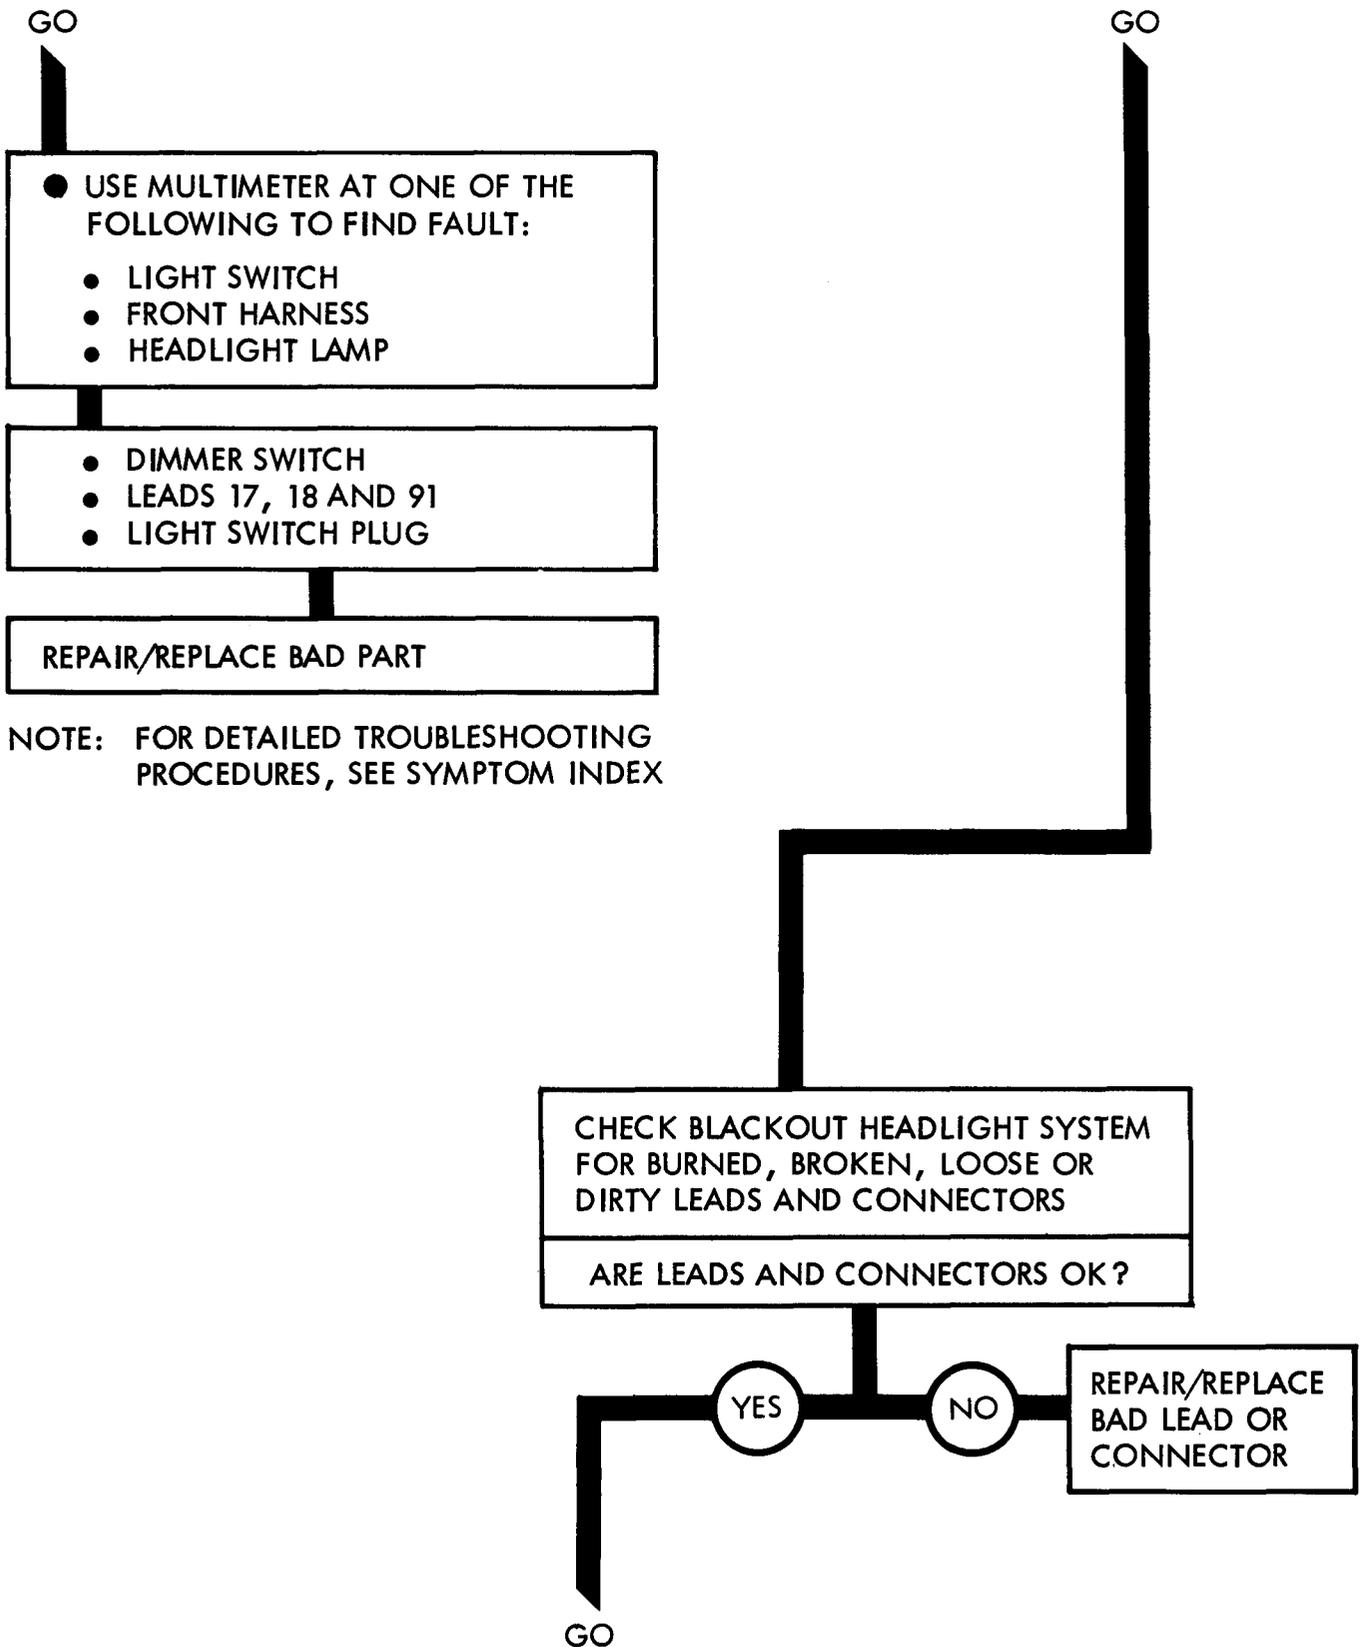 GO
GO
● USE MULTIMETER AT ONE OF THE
FOLLOWING TO FIND FAULT:
● LIGHT SWITCH
● FRONT HARNESS
● HEADLIGHT LAMP
● DIMMER SWITCH
● LEADS 17, 18 AND 91
● LIGHT SWITCH PLUG
REPAIR/REPLACE BAD PART
NOTE: FOR DETAILED TROUBLESHOOTING
PROCEDURES, SEE SYMPTOM INDEX
CHECK BLACKOUT HEADLIGHT SYSTEM
FOR BURNED, BROKEN, LOOSE OR
DIRTY LEADS AND CONNECTORS
ARE LEADS AND CONNECTORS OK?
YES
NO
REPAIR/REPLACE
BAD LEAD OR
CONNECTOR
GO